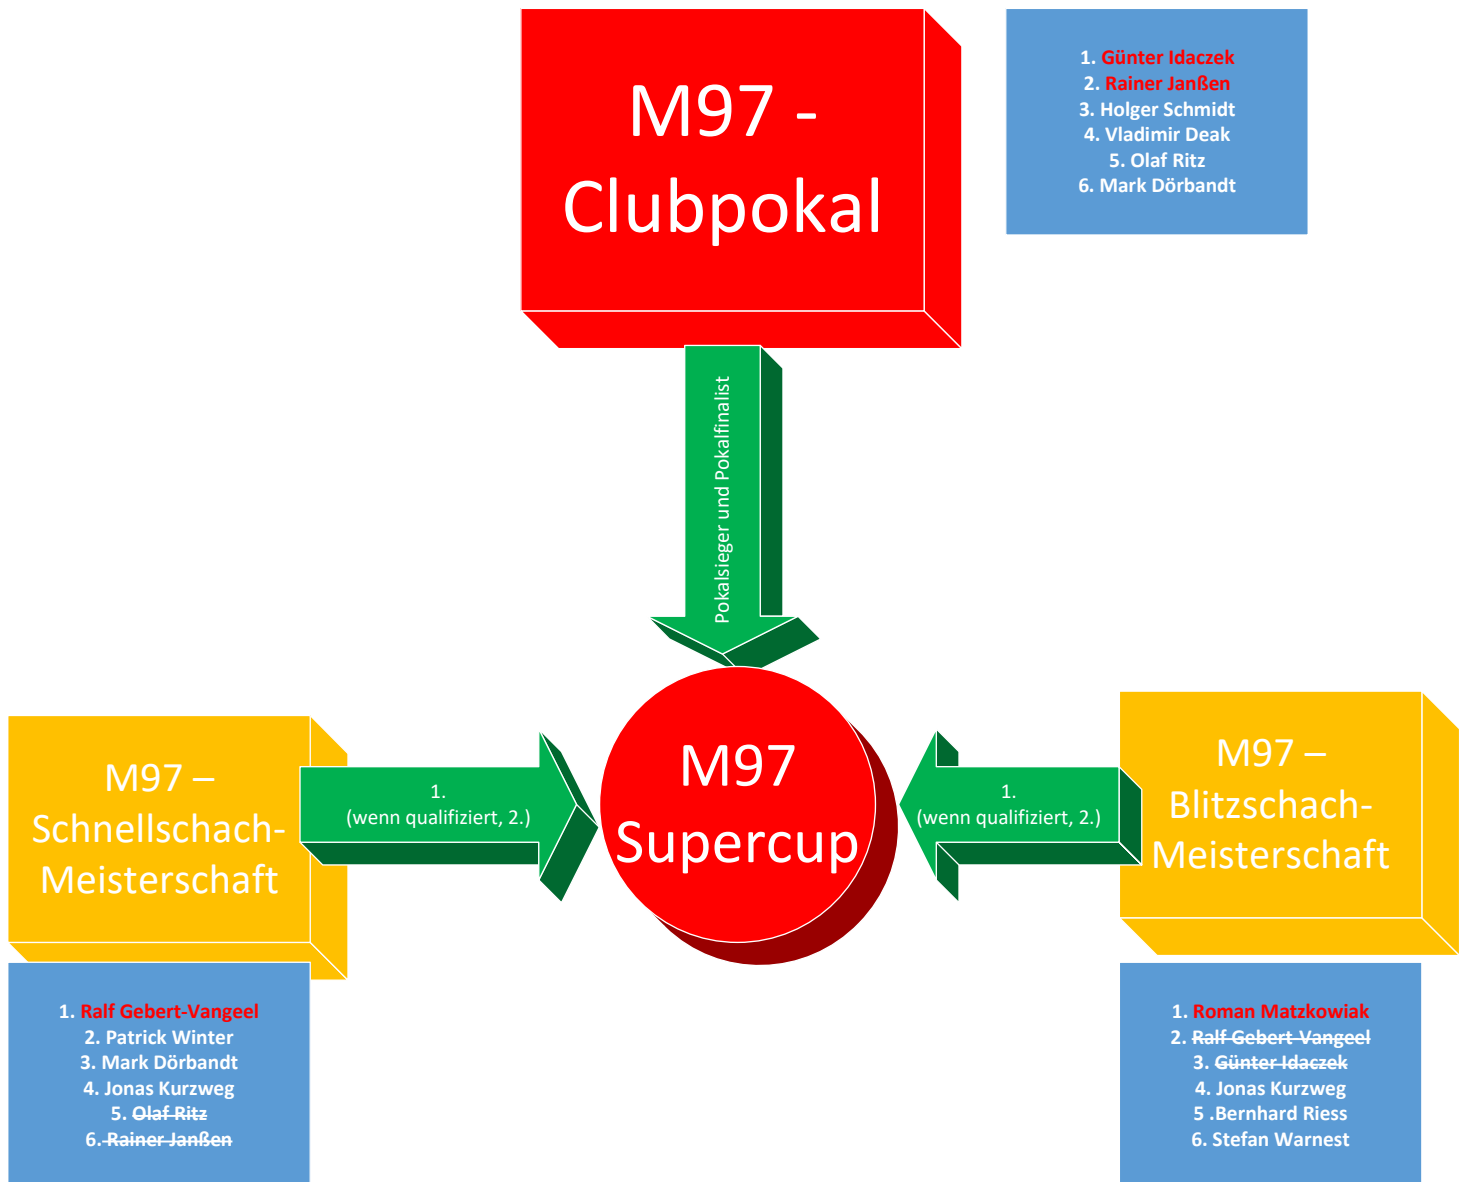 M97 -
Clubpokal
1. Günter Idaczek
2. Rainer Janßen
3. Holger Schmidt
4. Vladimir Deak
5. Olaf Ritz
6. Mark Dörbandt
Pokalsieger und Pokalfinalist
M97 –
Schnellschach-
Meisterschaft
1.
(wenn qualifiziert, 2.)
M97
Supercup
1.
(wenn qualifiziert, 2.)
M97 –
Blitzschach-
Meisterschaft
1. Ralf Gebert-Vangeel
2. Patrick Winter
3. Mark Dörbandt
4. Jonas Kurzweg
5. Olaf Ritz
6. Rainer Janßen
1. Roman Matzkowiak
2. Ralf Gebert-Vangeel
3. Günter Idaczek
4. Jonas Kurzweg
5 .Bernhard Riess
6. Stefan Warnest